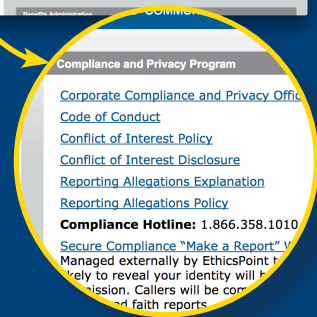 Benefits Administration
COMMUN
Compliance and Privacy Program
Corporate Compliance and Privacy Offic
Code of Conduct
Conflict of Interest Policy
Conflict of Interest Disclosure
Reporting Allegations Explanation
Reporting Allegations Policy
Compliance Hotline: 1.866.358.1010
Secure Compliance "Make a Report" W
Managed externally by EthicsPoint t
kely to reveal your identity will b
ission. Callers will be com
d faith reports